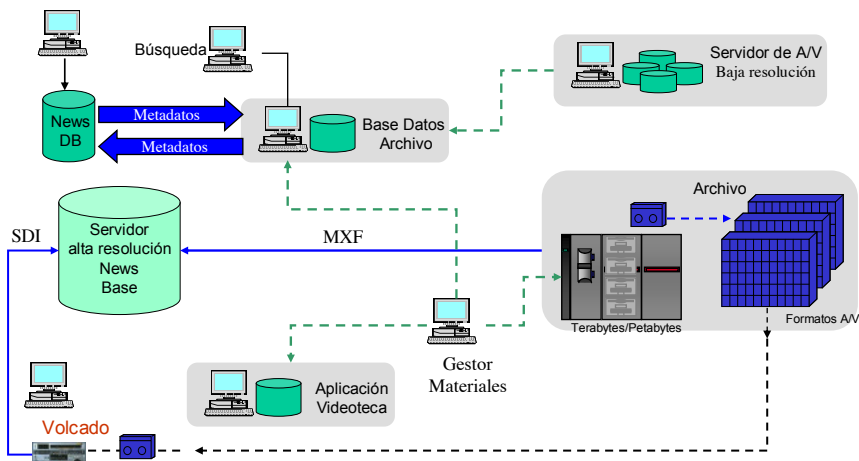 Búsqueda
Servidor de A/V
Baja resolución
News
DB
Metadatos
Metadatos
Base Datos
Archivo
Archivo
SDI
Servidor
alta resolución
News
Base
MXF
Terabytes/Petabytes
Formatos A/V
Gestor
Materiales
Aplicación
Videoteca
Volcado